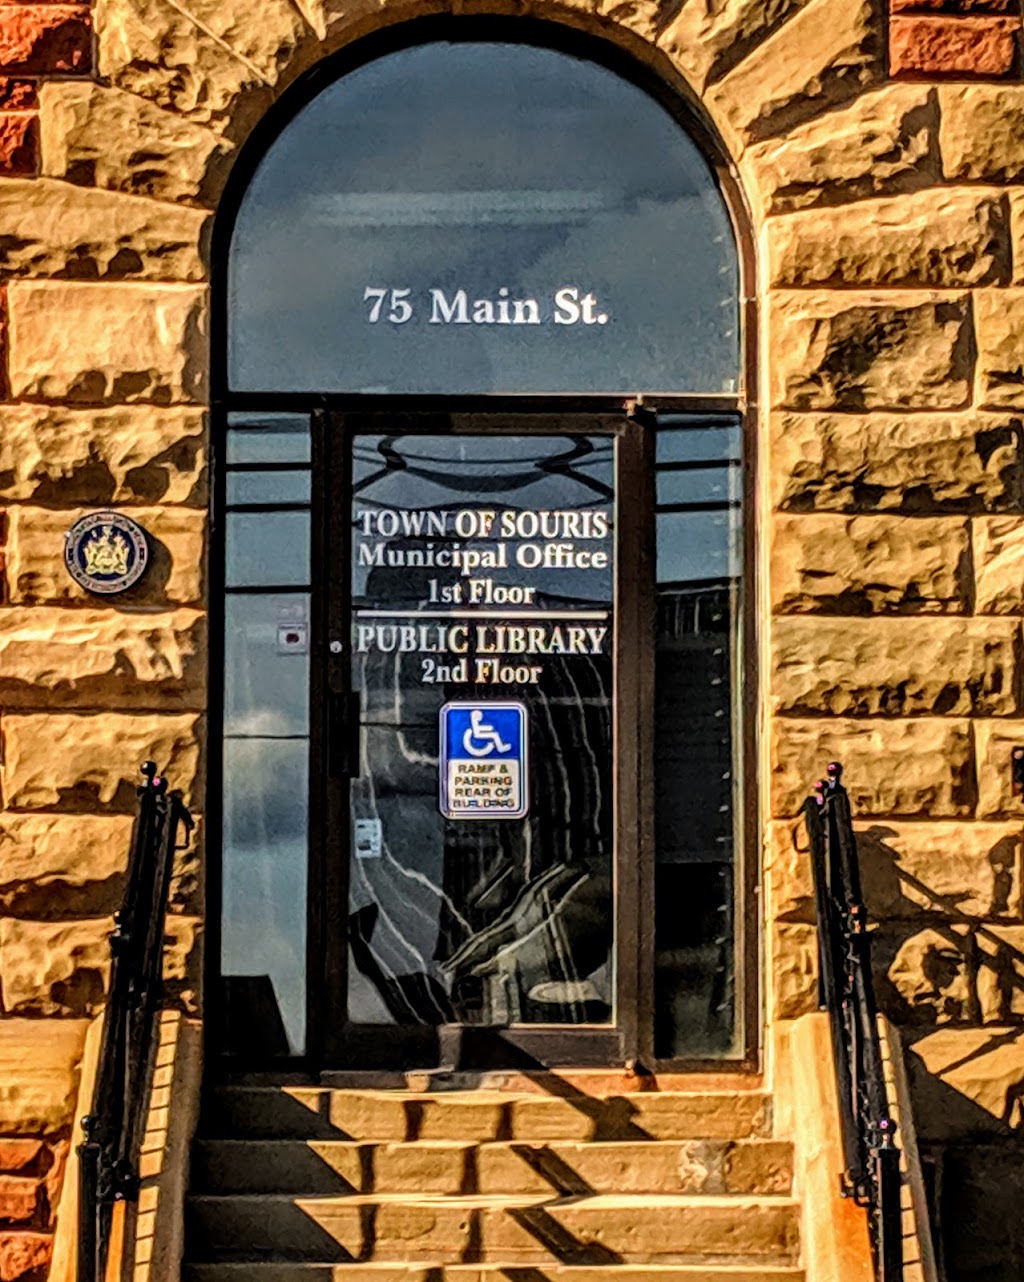 75 Main St.
TOWN OF SOURIS
Municipal Office
1st Floor
PUBLIC LIBRARY
2nd Floor
RAMP &
PARKING
REAR OF
BUILDING